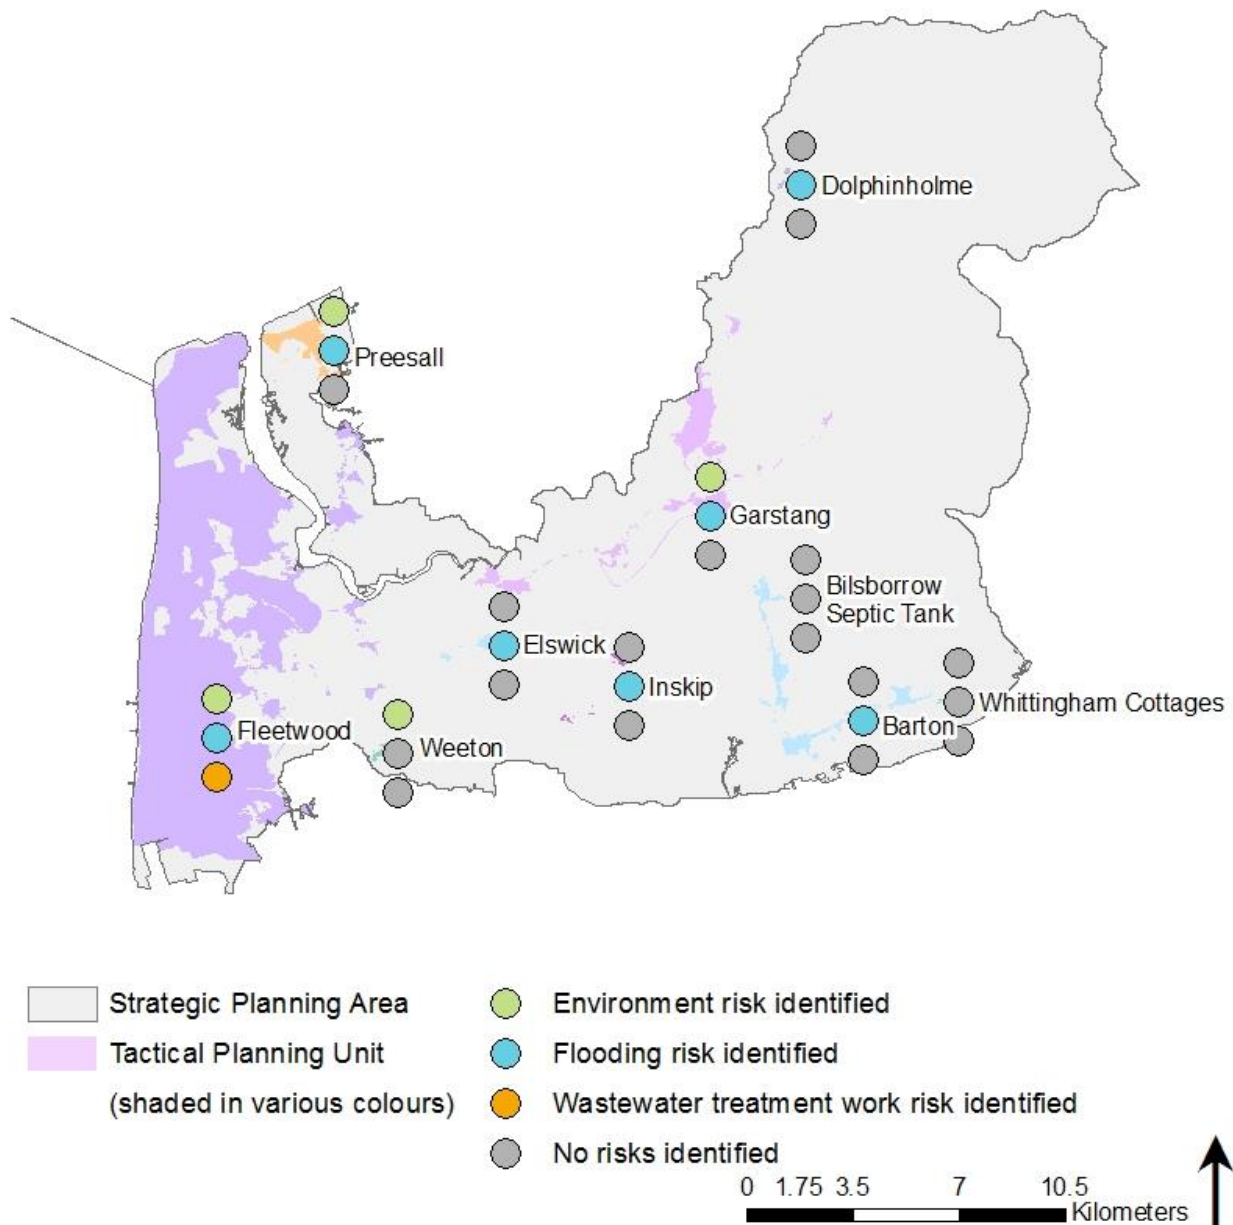 Dolphinholme
Preesall
Garstang
Bilsborrow
Septic Tank
Elswick
Inskip
Whittingham Cottages
Barton
Fleetwood
Weeton
Strategic Planning Area
Tactical Planning Unit
(shaded in various colours)
Environment risk identified
Flooding risk identified
Wastewater treatment work risk identified
No risks identified
0 1.75 3.5 7 10.5
Kilometers